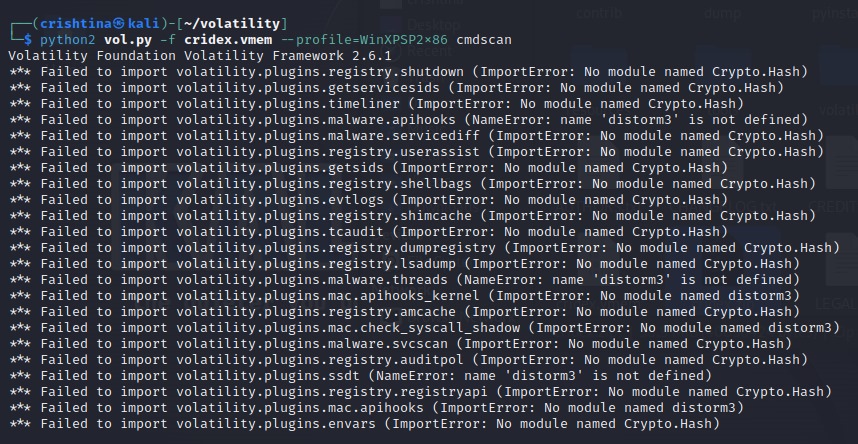 contrib
dump
pyinst
Desktop
┌──(crishtina㉿kali)-[~/volatility]
└─$ python2 vol.py -f cridex.vmem --profile=WinXPSP2×86 cmdscan
Volatility Foundation Volatility Framework 2.6.1
*** Failed to import volatility.plugins.registry.shutdown (ImportError: No module named Crypto.Hash)
*** Failed to import volatility.plugins.getservicesids (ImportError: No module named Crypto.Hash)
*** Failed to import volatility.plugins.timeliner (ImportError: No module named Crypto.Hash)
*** Failed to import volatility.plugins.malware.apihooks (NameError: name 'distorm3' is not defined)
*** Failed to import volatility.plugins.malware.servicediff (ImportError: No module named Crypto.Hash)
*** Failed to import volatility.plugins.registry.userassist (ImportError: No module named Crypto.Hash)
*** Failed to import volatility.plugins.getsids (ImportError: No module named Crypto.Hash)
*** Failed to import volatility.plugins.registry.shellbags (ImportError: No module named Crypto.Hash)
*** Failed to import volatility.plugins.evtlogs (ImportError: No module named Crypto.Hash)
*** Failed to import volatility.plugins.registry.shimcache (ImportError: No module named Crypto.Hash)
*** Failed to import volatility.plugins.tcaudit (ImportError: No module named Crypto.Hash)
*** Failed to import volatility.plugins.registry.dumpregistry (ImportError: No module named Crypto.Hash)
*** Failed to import volatility.plugins.registry.lsadump (ImportError: No module named Crypto.Hash)
*** Failed to import volatility.plugins.malware.threads (NameError: name 'distorm3' is not defined)
*** Failed to import volatility.plugins.mac.apihooks_kernel (ImportError: No module named distorm3)
*** Failed to import volatility.plugins.registry.amcache (ImportError: No module named Crypto.Hash)
*** Failed to import volatility.plugins.mac.check_syscall_shadow (ImportError: No module named distorm3)
*** Failed to import volatility.plugins.malware.svcscan (ImportError: No module named Crypto.Hash)
*** Failed to import volatility.plugins.registry.auditpol (ImportError: No module named Crypto.Hash)
*** Failed to import volatility.plugins.ssdt (NameError: name 'distorm3' is not defined)
*** Failed to import volatility.plugins.registry.registryapi (ImportError: No module named Crypto.Hash)
*** Failed to import volatility.plugins.mac.apihooks (ImportError: No module named distorm3)
*** Failed to import volatility.plugins.envars (ImportError: No module named Crypto.Hash)